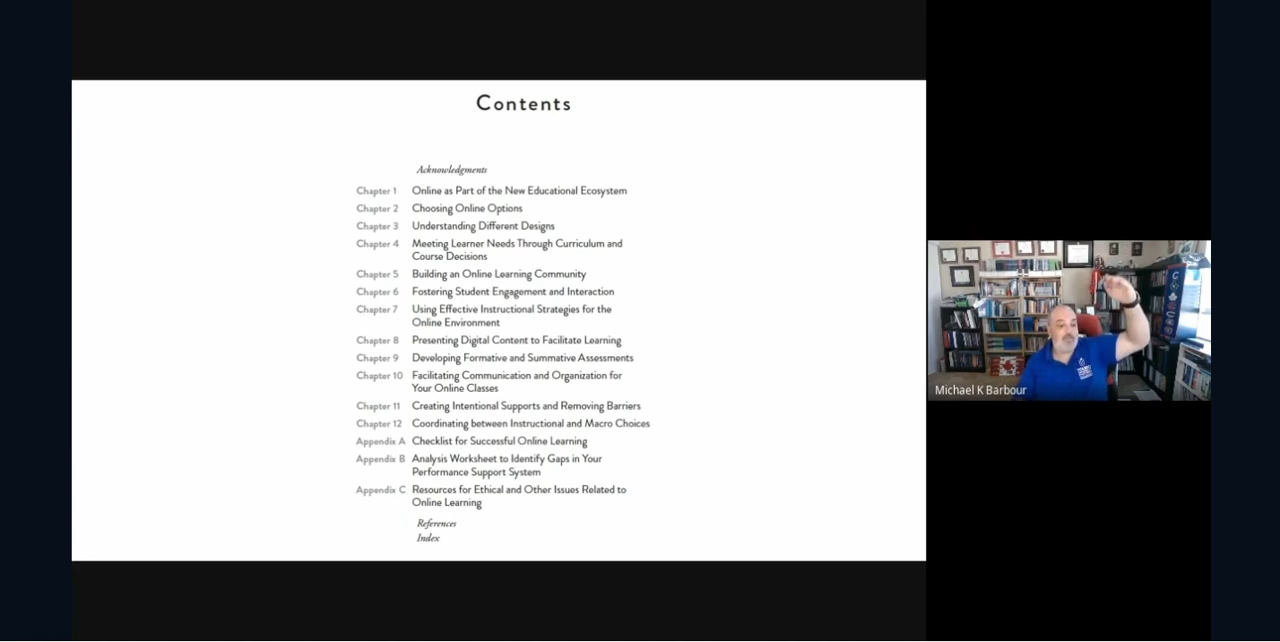 Contents
Acknowledgments
Chapter 1 Online as Part of the New Educational Ecosystem
Chapter 2 Choosing Online Options
Chapter 3 Understanding Different Designs
Chapter 4 Meeting Learner Needs Through Curriculum and
Course Decisions
Chapter 5 Building an Online Learning Community
Chapter 6 Fostering Student Engagement and Interaction
Chapter 7 Using Effective Instructional Strategies for the
Online Environment
Chapter 8 Presenting Digital Content to Facilitate Learning
Chapter 9 Developing Formative and Summative Assessments
Chapter 10 Facilitating Communication and Organization for
Your Online Classes
Chapter 11 Creating Intentional Supports and Removing Barriers
Chapter 12 Coordinating between Instructional and Macro Choices
Appendix A Checklist for Successful Online Learning
Appendix B Analysis Worksheet to Identify Gaps in Your
Performance Support System
Appendix C Resources for Ethical and Other Issues Related to
Online Learning
References
Index
Michael K Barbour